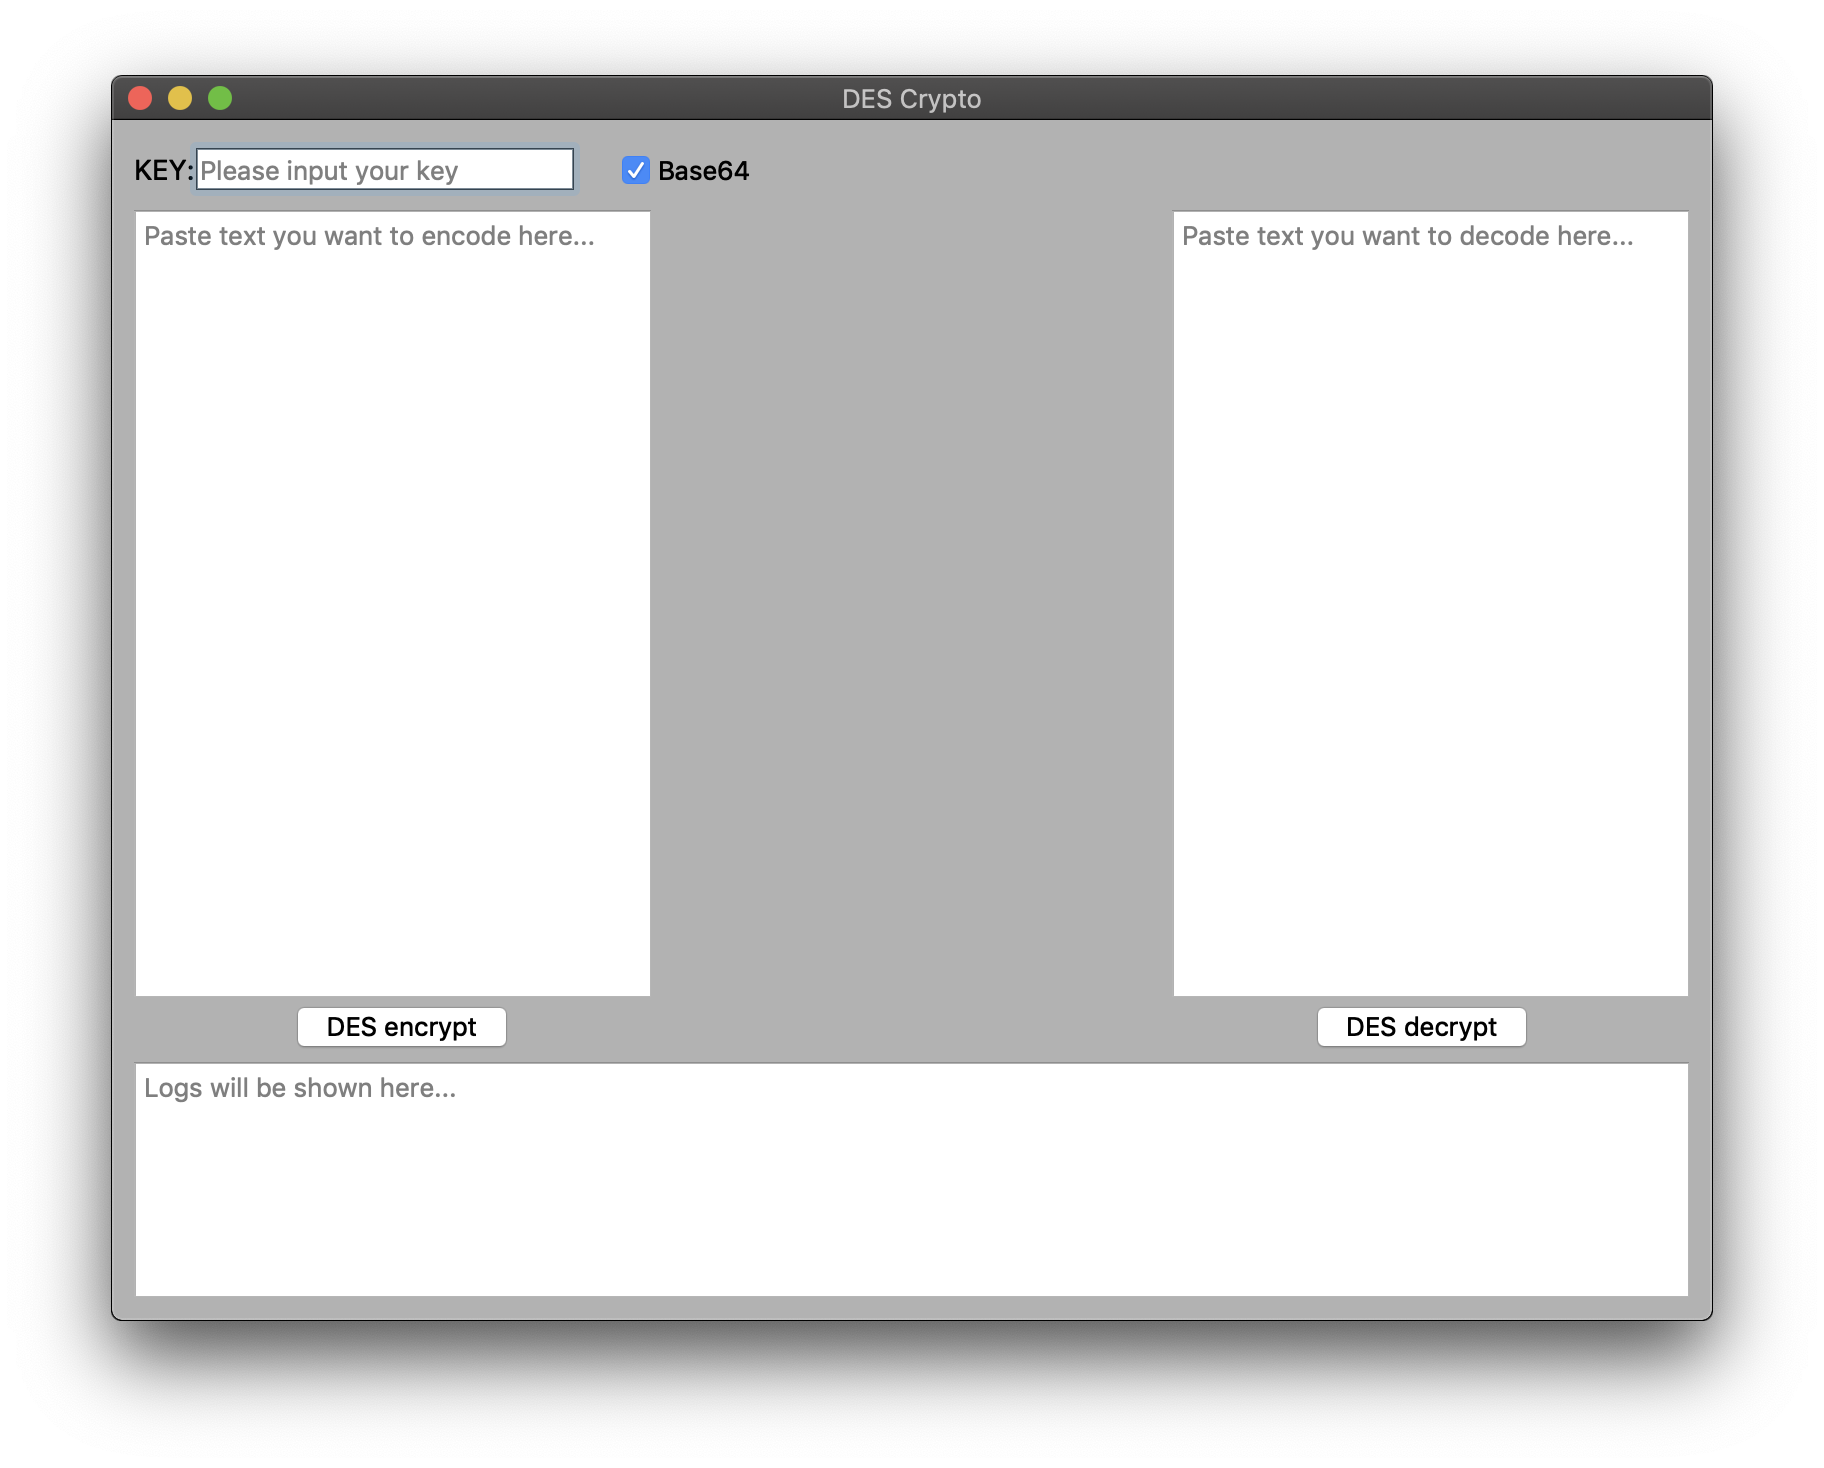 DES Crypto
KEY: Please input your key Base64
Paste text you want to encode here...
Paste text you want to decode here...
DES encrypt
DES decrypt
Logs will be shown here...